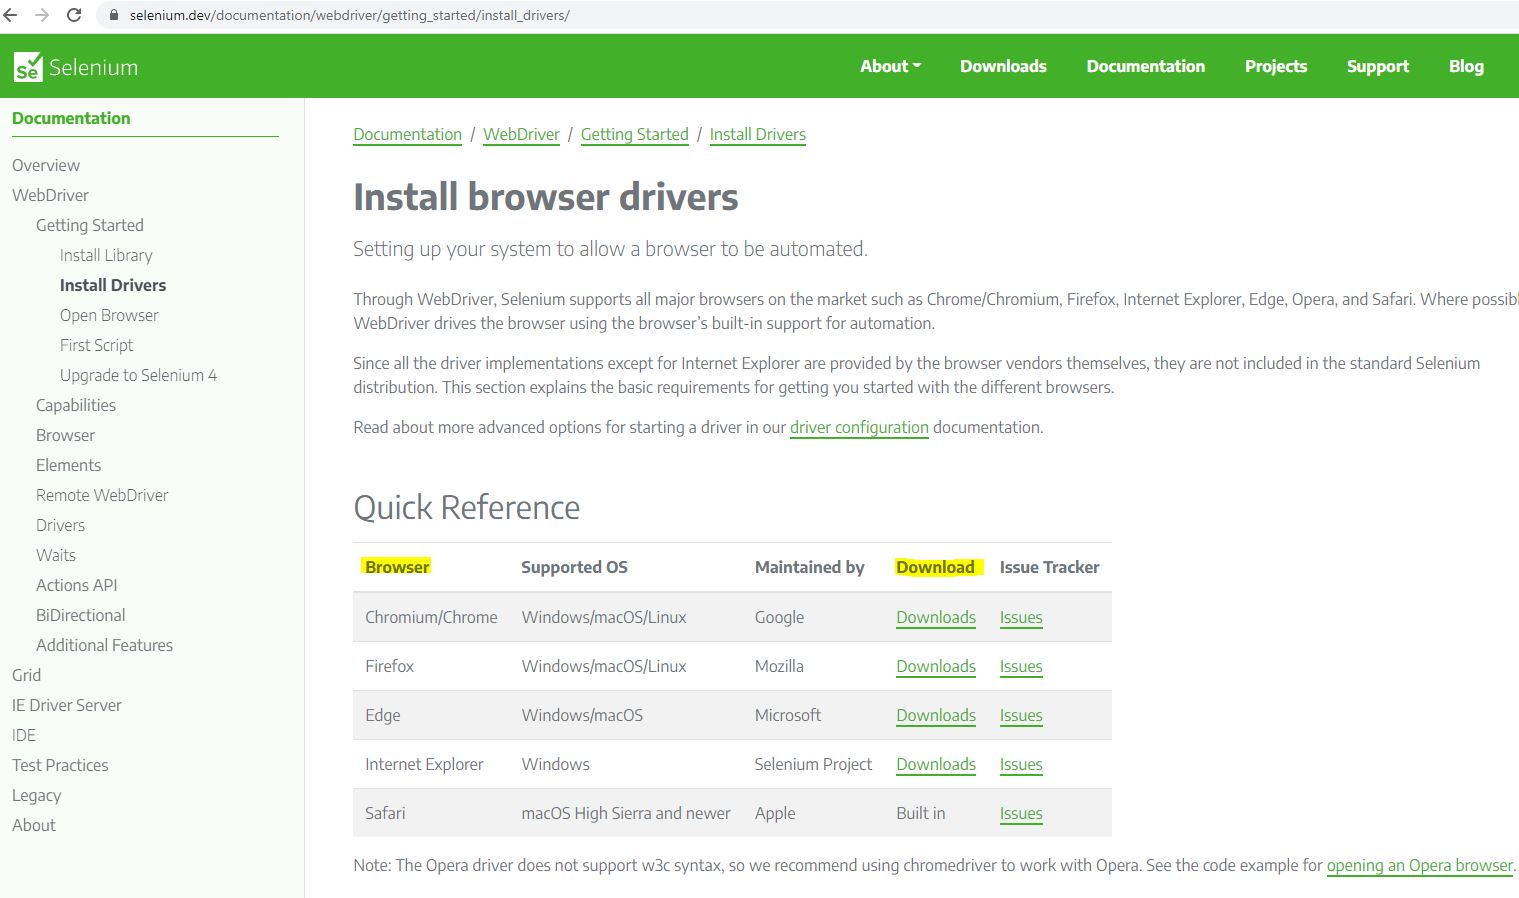 selenium.dev/documentation/webdriver/getting_started/install_drivers/
Se Selenium
About Downloads Documentation Projects Support Blog
Documentation
Overview
WebDriver
Getting Started
Install Library
Install Drivers
Open Browser
First Script
Upgrade to Selenium 4
Capabilities
Browser
Elements
Remote WebDriver
Drivers
Waits
Actions API
BiDirectional
Additional Features
Grid
IE Driver Server
IDE
Test Practices
Legacy
About
Documentation / WebDriver / Getting Started / Install Drivers
Install browser drivers
Setting up your system to allow a browser to be automated.
Through WebDriver, Selenium supports all major browsers on the market such as Chrome/Chromium, Firefox, Internet Explorer, Edge, Opera, and Safari. Where possibl
WebDriver drives the browser using the browser’s built-in support for automation.
Since all the driver implementations except for Internet Explorer are provided by the browser vendors themselves, they are not included in the standard Selenium
distribution. This section explains the basic requirements for getting you started with the different browsers.
Read about more advanced options for starting a driver in our driver configuration documentation.
Quick Reference
Browser Supported OS Maintained by Download Issue Tracker
Chromium/Chrome Windows/macOS/Linux Google Downloads Issues
Firefox Windows/macOS/Linux Mozilla Downloads Issues
Edge Windows/macOS Microsoft Downloads Issues
Internet Explorer Windows Selenium Project Downloads Issues
Safari macOS High Sierra and newer Apple Built in Issues
Note: The Opera driver does not support w3c syntax, so we recommend using chromedriver to work with Opera. See the code example for opening an Opera browser.